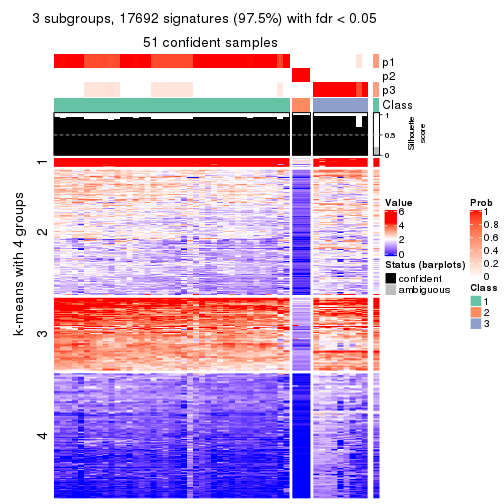 3 subgroups, 17692 signatures (97.5%) with fdr < 0.05
51 confident samples
p1
p2
p3
Class
1
0.5
0
Silhouette
score
k-means with 4 groups
1
2
3
4
Value
6
4
2
0
Status (barplots)
confident
ambiguous
Prob
1
0.8
0.6
0.4
0.2
0
Class
1
2
3